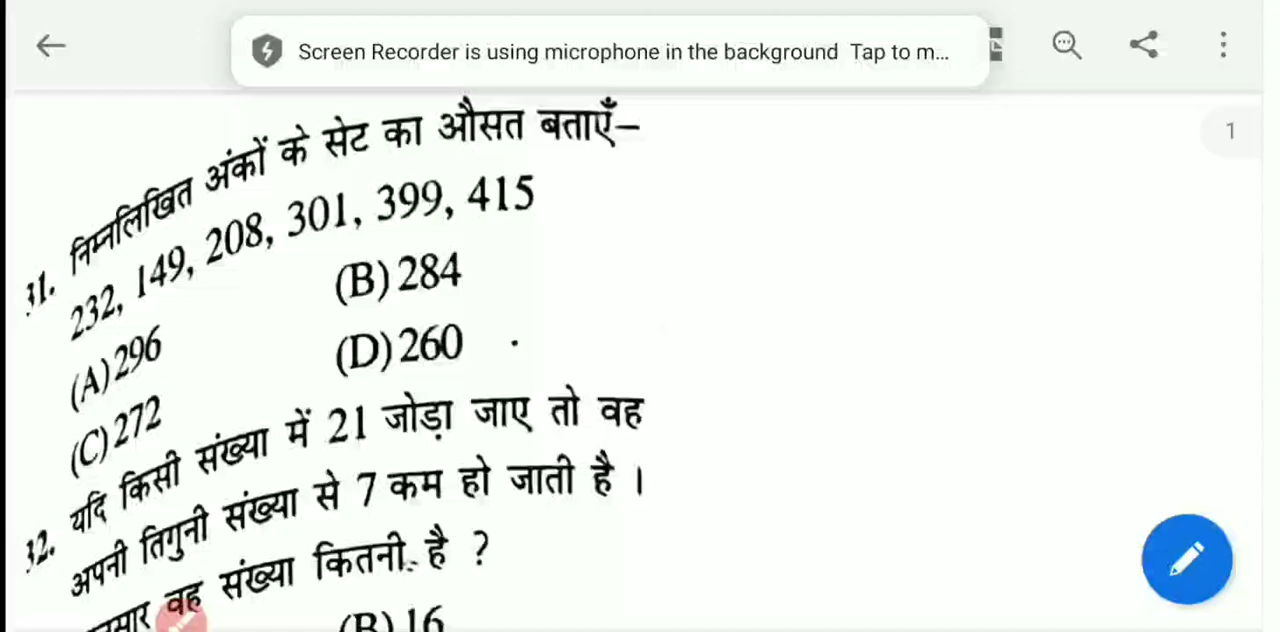 Screen Recorder is using microphone in the background Tap to m...
1
31. निम्नलिखित अंकों के सेट का औसत बताएँ–
232, 149, 208, 301, 399, 415
(A) 296 (B) 284
(C) 272 (D) 260
32. यदि किसी संख्या में 21 जोड़ा जाए तो वह
अपनी तिगुनी संख्या से 7 कम हो जाती है ।
वह संख्या कितनी है ?
(B) 16